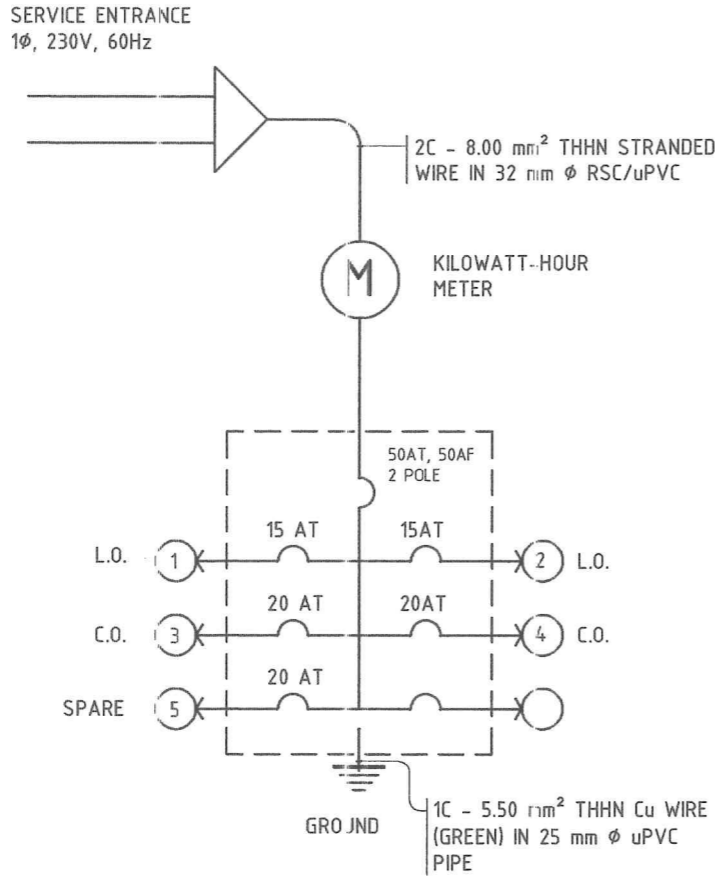 SERVICE ENTRANCE
1Ø, 230V, 60Hz
2C - 8.00 mm² THHN STRANDED
WIRE IN 32 mm Ø RSC/uPVC
M
KILOWATT-HOUR
METER
50AT, 50AF
2 POLE
15 AT
15AT
L.O.
1
2
L.O.
20 AT
20AT
C.O.
3
4
C.O.
20 AT
SPARE
5
GROUND
1C - 5.50 mm² THHN Cu WIRE
(GREEN) IN 25 mm Ø uPVC
PIPE